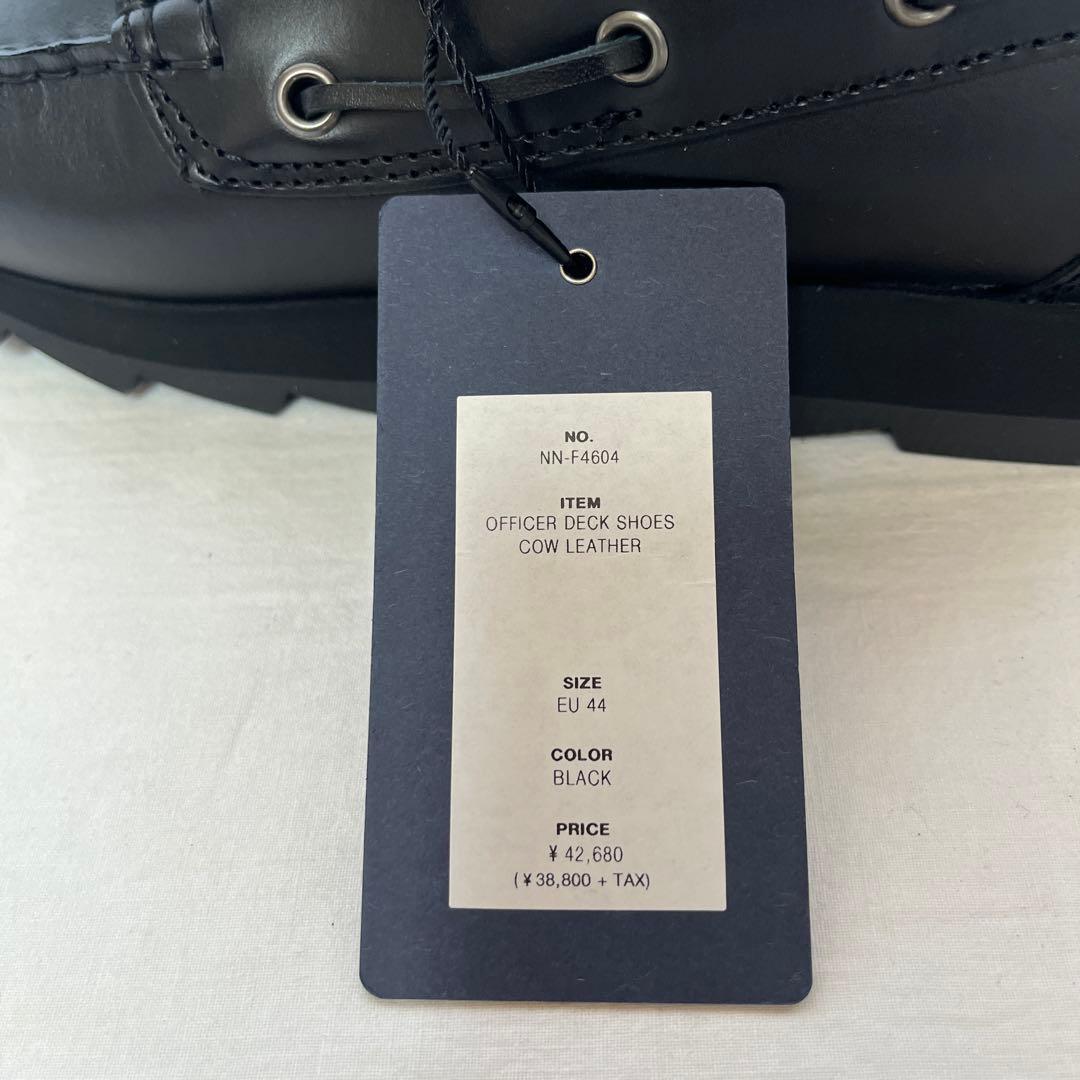 NO.
NN-F4604
ITEM
OFFICER DECK SHOES
COW LEATHER
SIZE
EU 44
COLOR
BLACK
PRICE
¥ 42,680
(¥38,800 + TAX)